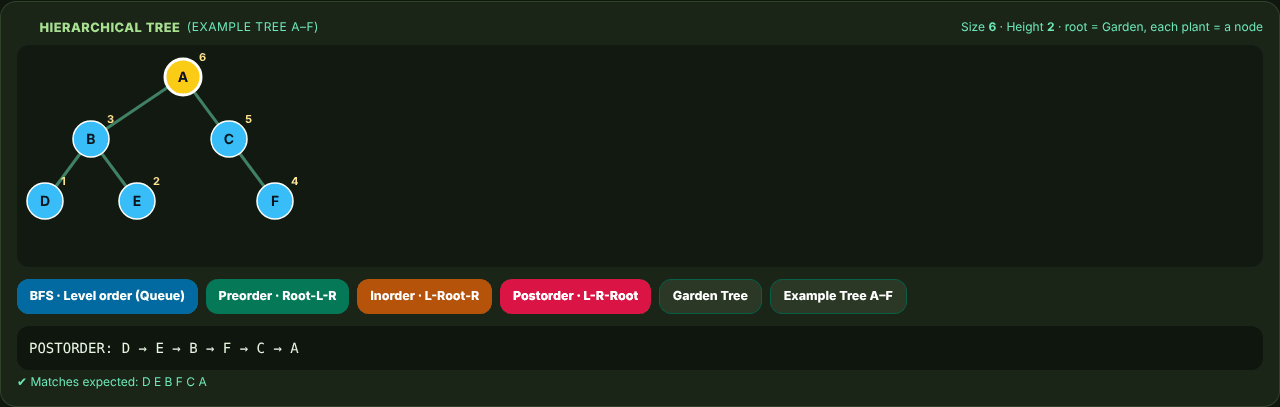 HIERARCHICAL TREE (EXAMPLE TREE A–F)
Size 6 · Height 2 · root = Garden, each plant = a node
A 6
B 3
C 5
D 1
E 2
F 4
BFS · Level order (Queue)
Preorder · Root-L-R
Inorder · L-Root-R
Postorder · L-R-Root
Garden Tree
Example Tree A–F
POSTORDER: D → E → B → F → C → A
✔ Matches expected: D E B F C A